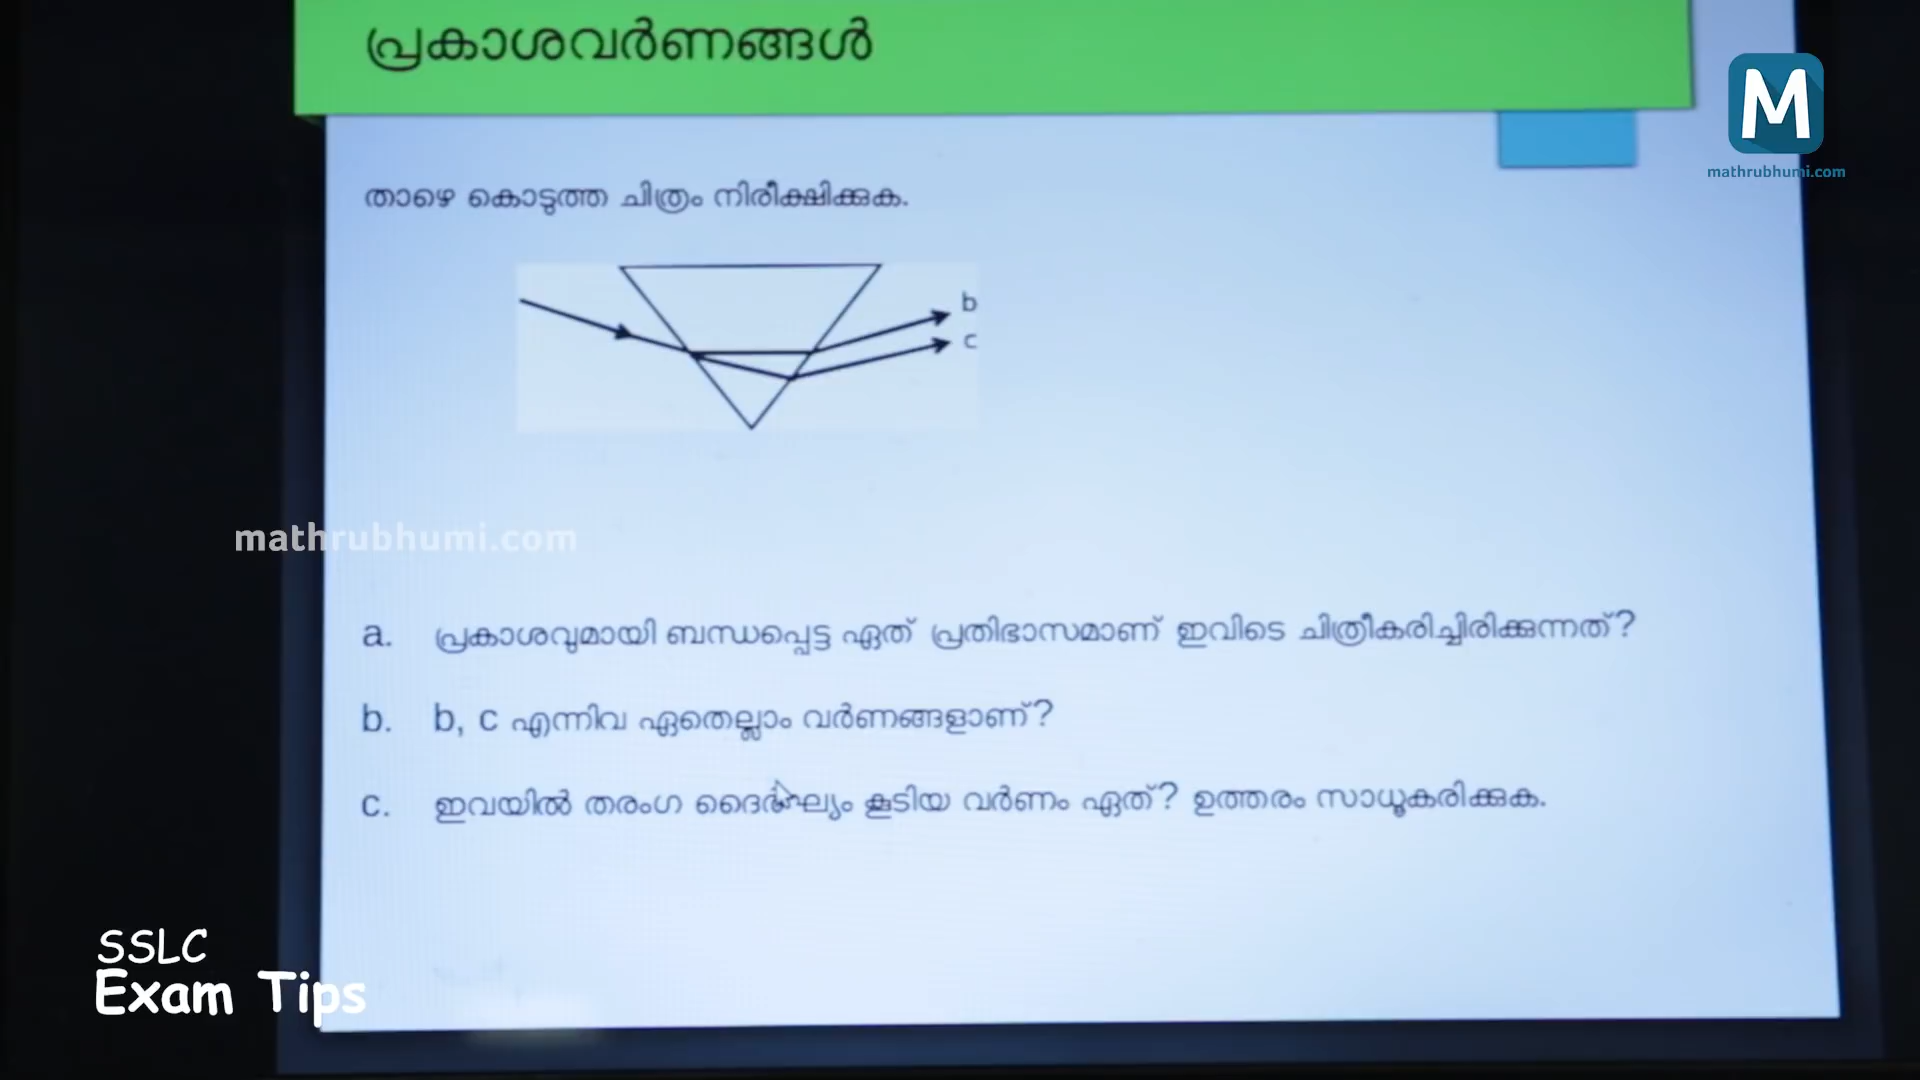 പ്രകാശവർണങ്ങൾ
M
mathrubhumi.com
താഴെ കൊടുത്ത ചിത്രം നിരീക്ഷിക്കുക.
b
c
mathrubhumi.com
a. പ്രകാശവുമായി ബന്ധപ്പെട്ട ഏത് പ്രതിഭാസമാണ് ഇവിടെ ചിത്രീകരിച്ചിരിക്കുന്നത്?
b. b, c എന്നിവ ഏതെല്ലാം വർണങ്ങളാണ്?
c. ഇവയിൽ തരംഗ ദൈർഘ്യം കൂടിയ വർണം ഏത്? ഉത്തരം സാധൂകരിക്കുക.
SSLC
Exam Tips